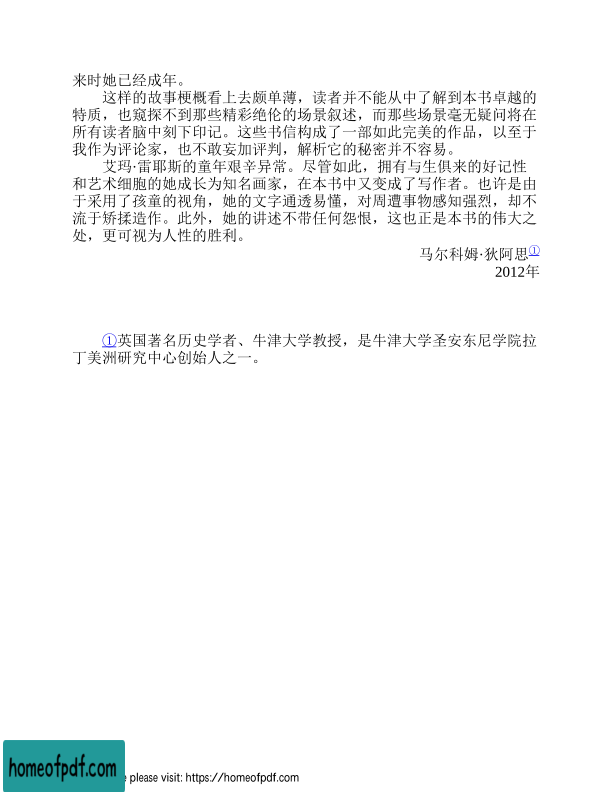 来时她已经成年。
这样的故事梗概看上去颇单薄，读者并不能从中了解到本书卓越的
特质，也窥探不到那些精彩绝伦的场景叙述，而那些场景毫无疑问将在
所有读者脑中刻下印记。这些书信构成了一部如此完美的作品，以至于
我作为评论家，也不敢妄加评判，解析它的秘密并不容易。
艾玛·雷耶斯的童年艰辛异常。尽管如此，拥有与生俱来的好记性
和艺术细胞的她成长为知名画家，在本书中又变成了写作者。也许是由
于采用了孩童的视角，她的文字通透易懂，对周遭事物感知强烈，却不
流于矫揉造作。此外，她的讲述不带任何怨恨，这也正是本书的伟大之
处，更可视为人性的胜利。
马尔科姆·狄阿思①
2012年
①英国著名历史学者、牛津大学教授，是牛津大学圣安东尼学院拉
丁美洲研究中心创始人之一。
homeofpdf.com
please visit: https://homeofpdf.com